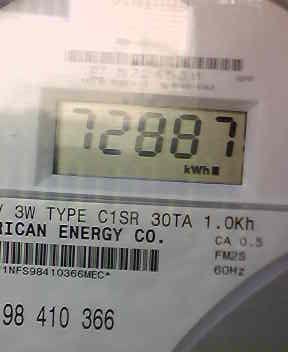 72887
kWh
3W TYPE C1SR 30TA 1.0Kh
RICAN ENERGY CO.
CA 0.5
FM2S
60Hz
1NFS98410366MEC*
98 410 366